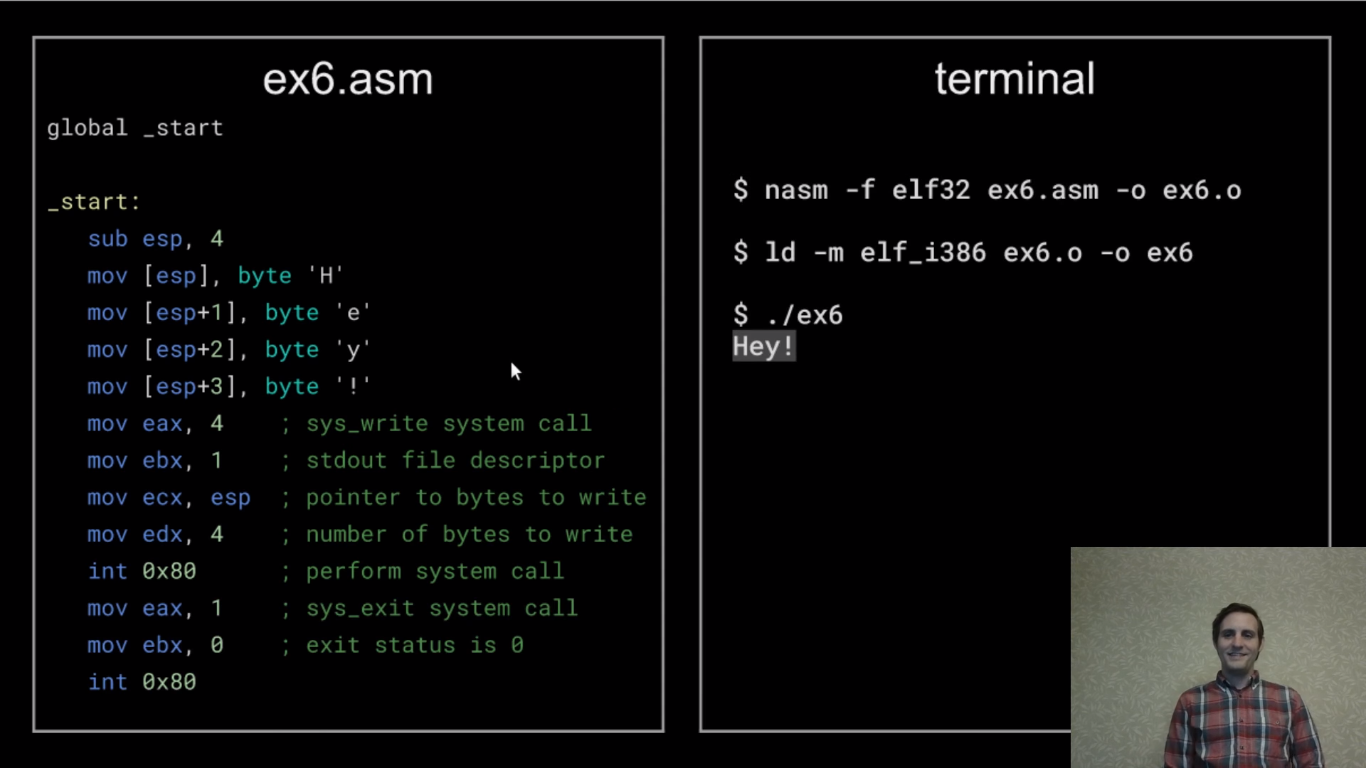 ex6.asm
global _start
_start:
sub esp, 4
mov [esp], byte 'H'
mov [esp+1], byte 'e'
mov [esp+2], byte 'y'
mov [esp+3], byte '!'
mov eax, 4 ; sys_write system call
mov ebx, 1 ; stdout file descriptor
mov ecx, esp ; pointer to bytes to write
mov edx, 4 ; number of bytes to write
int 0x80 ; perform system call
mov eax, 1 ; sys_exit system call
mov ebx, 0 ; exit status is 0
int 0x80
terminal
$ nasm -f elf32 ex6.asm -o ex6.o
$ ld -m elf_i386 ex6.o -o ex6
$ ./ex6
Hey!